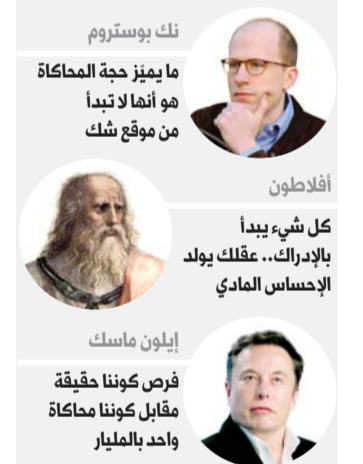 نك بوستروم
ما يميّز حجة المحاكاة
هو أنها لا تبدأ
من موقع شك
أفلاطون
كل شيء يبدأ
بالإدراك.. عقلك يولد
الإحساس المادي
إيلون ماسك
فرص كوننا حقيقة
مقابل كوننا محاكاة
واحد بالمليار